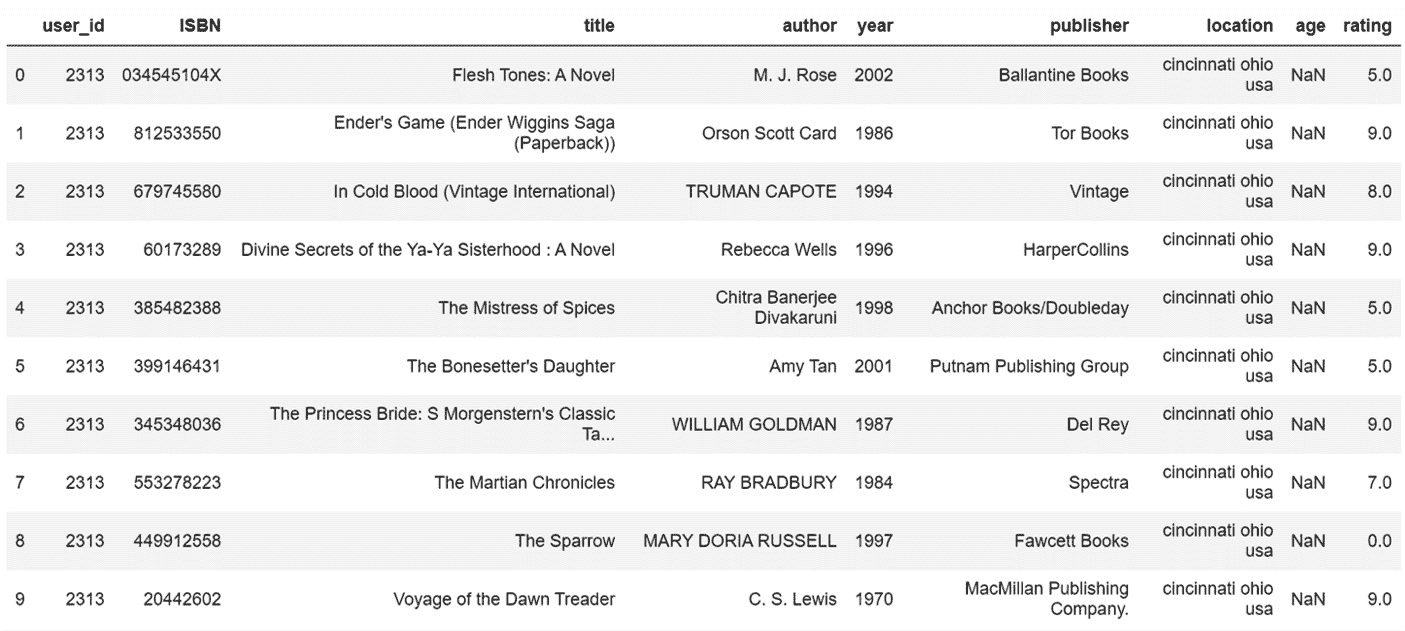 user_id ISBN title author year publisher location age rating
0 2313 034545104X Flesh Tones: A Novel M. J. Rose 2002 Ballantine Books cincinnati ohio usa NaN 5.0
1 2313 812533550 Ender's Game (Ender Wiggins Saga (Paperback)) Orson Scott Card 1986 Tor Books cincinnati ohio usa NaN 9.0
2 2313 679745580 In Cold Blood (Vintage International) TRUMAN CAPOTE 1994 Vintage cincinnati ohio usa NaN 8.0
3 2313 60173289 Divine Secrets of the Ya-Ya Sisterhood : A Novel Rebecca Wells 1996 HarperCollins cincinnati ohio usa NaN 9.0
4 2313 385482388 The Mistress of Spices Chitra Banerjee Divakaruni 1998 Anchor Books/Doubleday cincinnati ohio usa NaN 5.0
5 2313 399146431 The Bonesetter's Daughter Amy Tan 2001 Putnam Publishing Group cincinnati ohio usa NaN 5.0
6 2313 345348036 The Princess Bride: S Morgenstern's Classic Ta... WILLIAM GOLDMAN 1987 Del Rey cincinnati ohio usa NaN 9.0
7 2313 553278223 The Martian Chronicles RAY BRADBURY 1984 Spectra cincinnati ohio usa NaN 7.0
8 2313 449912558 The Sparrow MARY DORIA RUSSELL 1997 Fawcett Books cincinnati ohio usa NaN 0.0
9 2313 20442602 Voyage of the Dawn Treader C. S. Lewis 1970 MacMillan Publishing Company. cincinnati ohio usa NaN 9.0